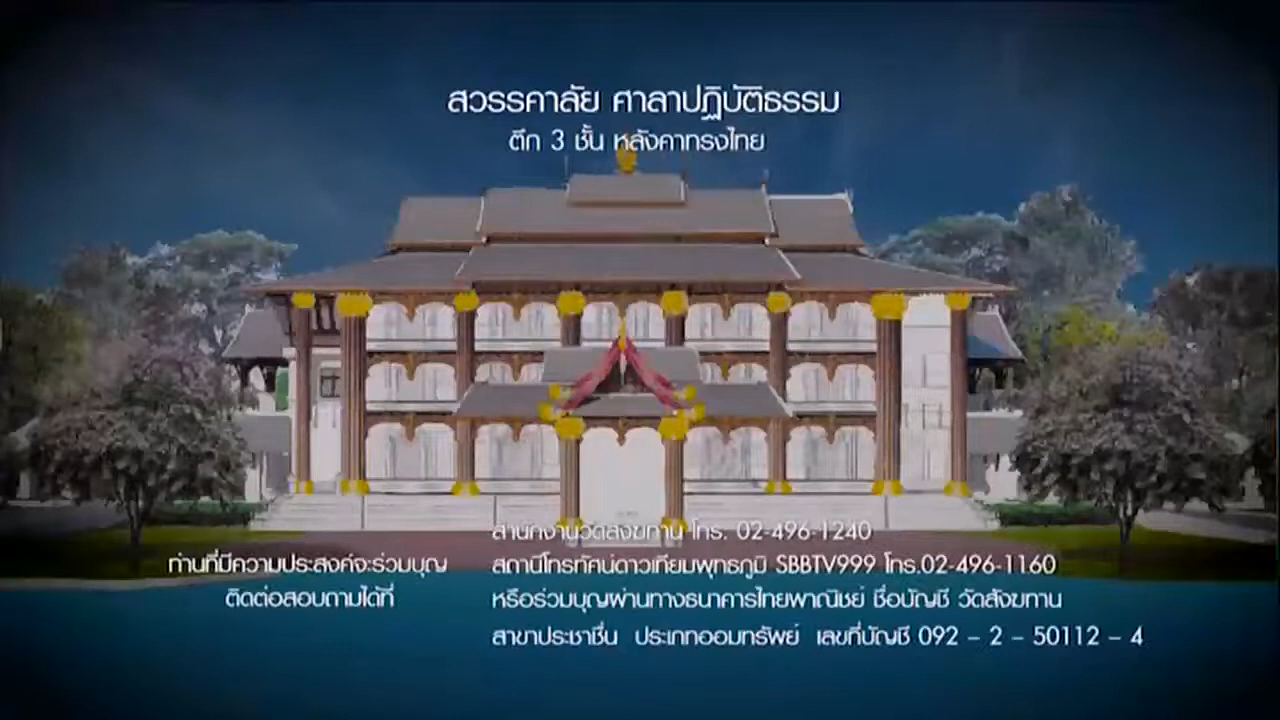 สวรรคาลัย ศาลาปฏิบัติธรรม
ตึก 3 ชั้น หลังคาทรงไทย
ท่านที่มีความประสงค์จะร่วมบุญ
ติดต่อสอบถามได้ที่
สำนักงานวัดสังฆทาน โทร. 02-496-1240
สถานีโทรทัศน์ดาวเทียมพุทธภูมิ SBBTV999 โทร.02-496-1160
หรือร่วมบุญผ่านทางธนาคารไทยพาณิชย์ ชื่อบัญชี วัดสังฆทาน
สาขาประชาชื่น ประเภทออมทรัพย์ เลขที่บัญชี 092 – 2 – 50112 – 4